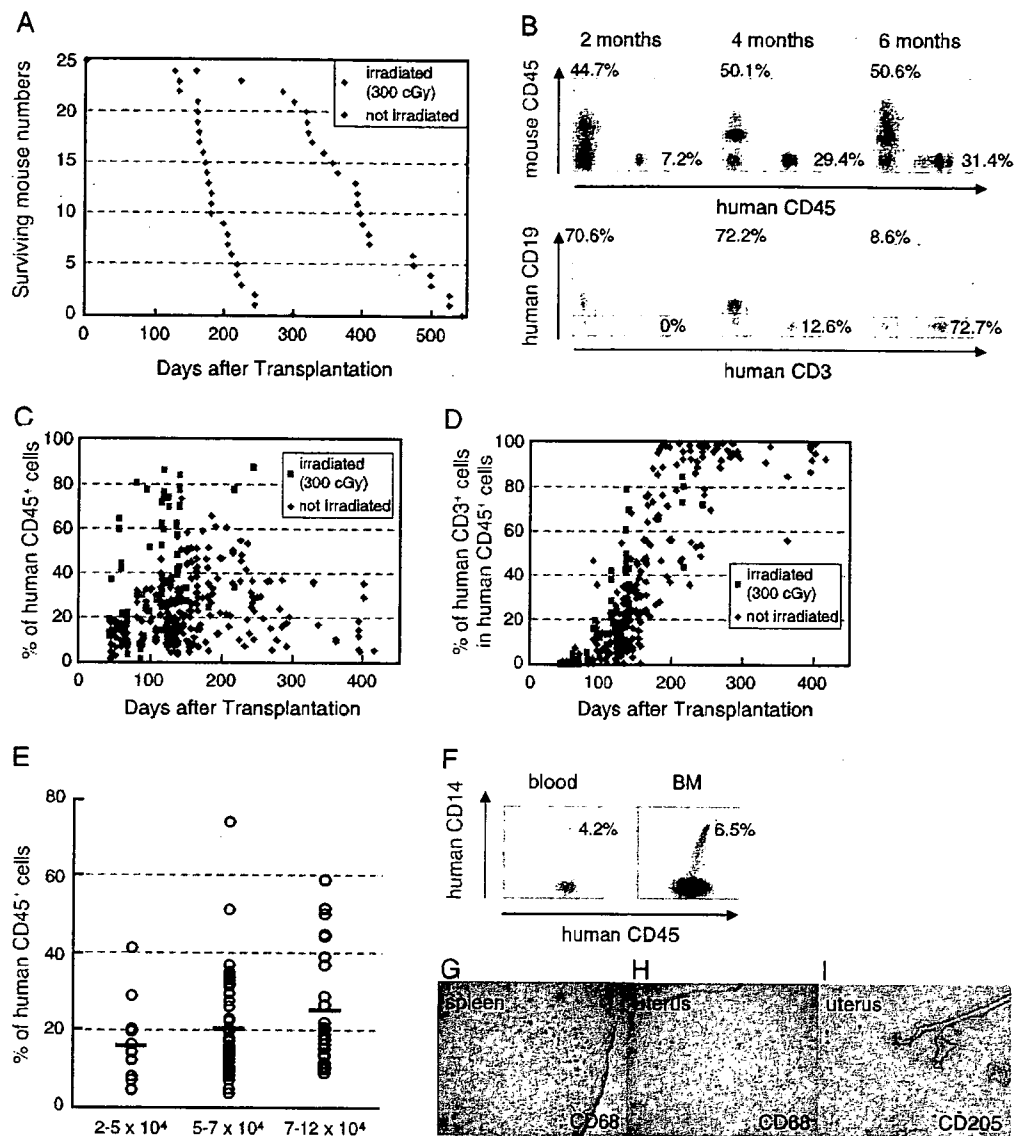 A
Surviving mouse numbers
25
20
15
10
5
0
0 100 200 300 400 500
Days after Transplantation
irradiated
(300 cGy)
not Irradiated
B
2 months 4 months 6 months
mouse CD45
44.7% 50.1% 50.6%
7.2% 29.4% 31.4%
human CD45
human CD19
70.6% 72.2% 8.6%
0% 12.6% 72.7%
human CD3
C
% of human CD45⁺ cells
100
80
60
40
20
0
0 100 200 300 400
Days after Transplantation
irradiated
(300 cGy)
not Irradiated
D
% of human CD3⁺ cells
in human CD45⁺ cells
100
80
60
40
20
0
0 100 200 300 400
Days after Transplantation
irradiated
(300 cGy)
not irradiated
E
% of human CD45⁺ cells
80
60
40
20
0
2-5 x 10⁴ 5-7 x 10⁴ 7-12 x 10⁴
F
blood BM
human CD14
4.2% 6.5%
human CD45
G H I
spleen uterus uterus
CD68 CD68 CD205